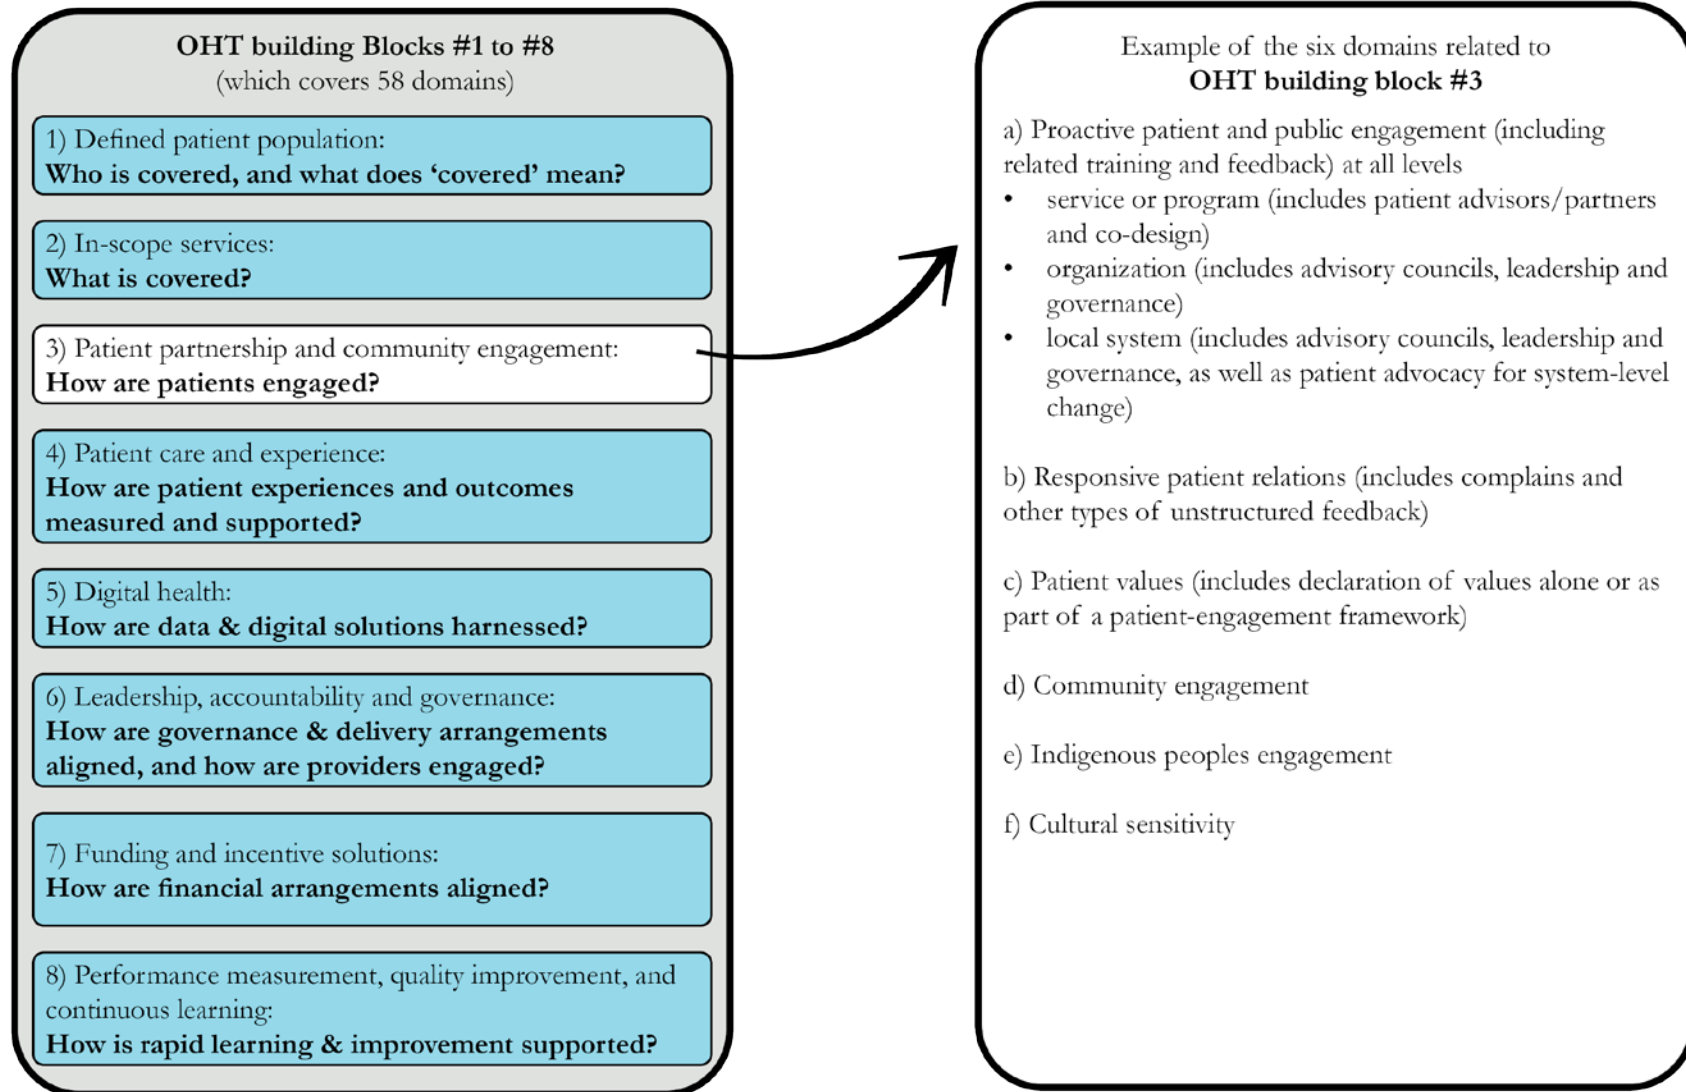 OHT building Blocks #1 to #8
(which covers 58 domains)
1) Defined patient population:
Who is covered, and what does ‘covered’ mean?
2) In-scope services:
What is covered?
3) Patient partnership and community engagement:
How are patients engaged?
4) Patient care and experience:
How are patient experiences and outcomes
measured and supported?
5) Digital health:
How are data & digital solutions harnessed?
6) Leadership, accountability and governance:
How are governance & delivery arrangements
aligned, and how are providers engaged?
7) Funding and incentive solutions:
How are financial arrangements aligned?
8) Performance measurement, quality improvement, and
continuous learning:
How is rapid learning & improvement supported?
Example of the six domains related to
OHT building block #3
a) Proactive patient and public engagement (including
related training and feedback) at all levels
• service or program (includes patient advisors/partners
and co-design)
• organization (includes advisory councils, leadership and
governance)
• local system (includes advisory councils, leadership and
governance, as well as patient advocacy for system-level
change)
b) Responsive patient relations (includes complains and
other types of unstructured feedback)
c) Patient values (includes declaration of values alone or as
part of a patient-engagement framework)
d) Community engagement
e) Indigenous peoples engagement
f) Cultural sensitivity